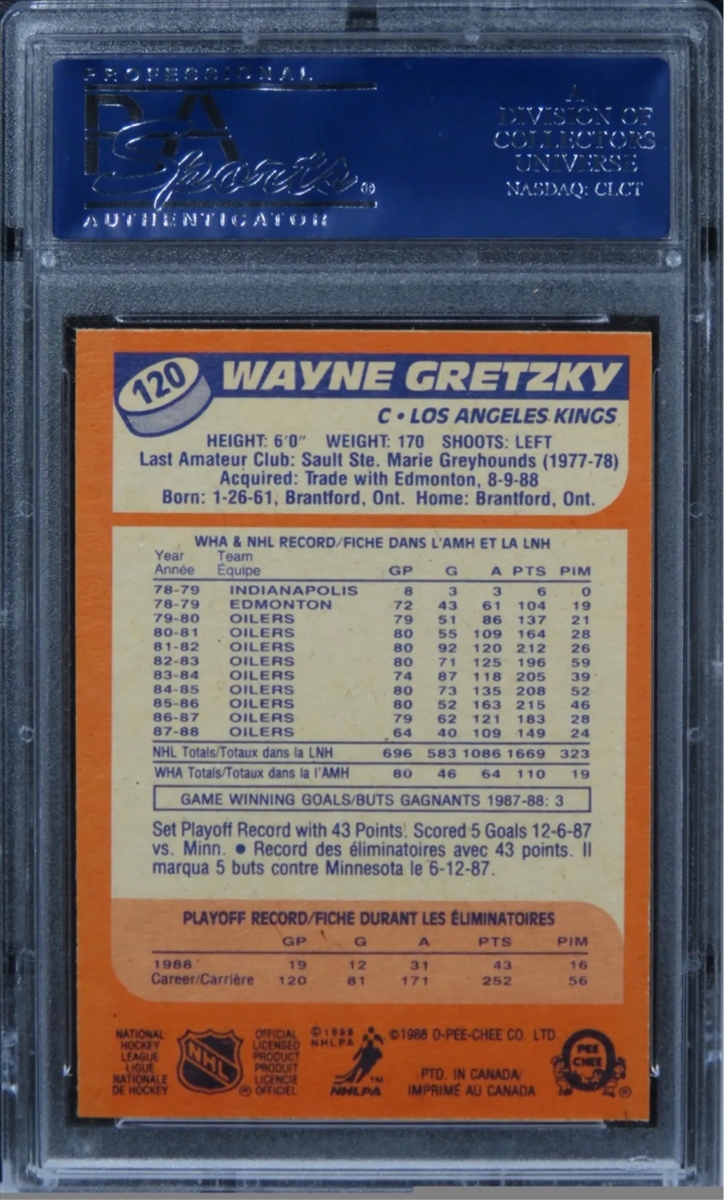 PROFESSIONAL
PSA
Sports®
AUTHENTICATOR
A
DIVISION OF
COLLECTORS
UNIVERSE
NASDAQ: CLCT
120
WAYNE GRETZKY
C • LOS ANGELES KINGS
HEIGHT: 6'0" WEIGHT: 170 SHOOTS: LEFT
Last Amateur Club: Sault Ste. Marie Greyhounds (1977-78)
Acquired: Trade with Edmonton, 8-9-88
Born: 1-26-61, Brantford, Ont. Home: Brantford, Ont.
WHA & NHL RECORD/FICHE DANS L'AMH ET LA LNH
Year Team
Année Équipe GP G A PTS PIM
78-79 INDIANAPOLIS 8 3 3 6 0
78-79 EDMONTON 72 43 61 104 19
79-80 OILERS 79 51 86 137 21
80-81 OILERS 80 55 109 164 28
81-82 OILERS 80 92 120 212 26
82-83 OILERS 80 71 125 196 59
83-84 OILERS 74 87 118 205 39
84-85 OILERS 80 73 135 208 52
85-86 OILERS 80 52 163 215 46
86-87 OILERS 79 62 121 183 28
87-88 OILERS 64 40 109 149 24
NHL Totals/Totaux dans la LNH 696 583 1086 1669 323
WHA Totals/Totaux dans la l'AMH 80 46 64 110 19
GAME WINNING GOALS/BUTS GAGNANTS 1987-88: 3
Set Playoff Record with 43 Points. Scored 5 Goals 12-6-87
vs. Minn. • Record des éliminatoires avec 43 points. Il
marqua 5 buts contre Minnesota le 6-12-87.
PLAYOFF RECORD/FICHE DURANT LES ÉLIMINATOIRES
GP G A PTS PIM
1988 19 12 31 43 16
Career/Carrière 120 81 171 252 56
NATIONAL
HOCKEY
LEAGUE
LIGUE
NATIONALE
DE HOCKEY
NHL
®
OFFICIAL
LICENSED
PRODUCT
PRODUIT
LICENCIE
OFFICIEL
©1988
NHLPA
™
NHLPA
©1988 O-PEE-CHEE CO. LTD.
PTD. IN CANADA/
IMPRIMÉ AU CANADA
PEE
CHEE
®